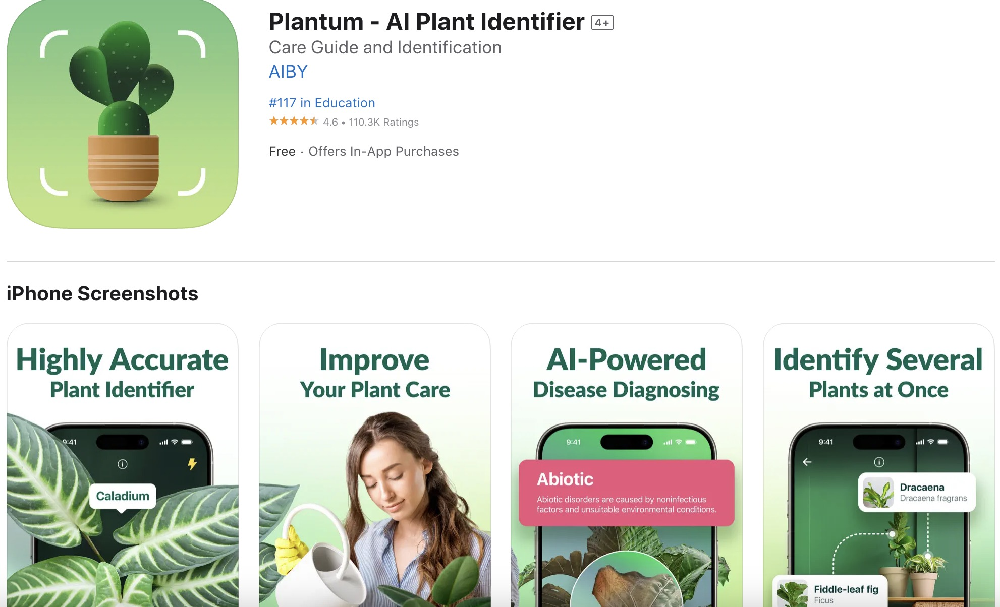 Plantum - AI Plant Identifier 4+
Care Guide and Identification
AIBY
#117 in Education
4.6 • 110.3K Ratings
Free · Offers In-App Purchases
iPhone Screenshots
Highly Accurate
Plant Identifier
9:41
Caladium
Improve
Your Plant Care
AI-Powered
Disease Diagnosing
9:41
Abiotic
Abiotic disorders are caused by noninfectious
factors and unsuitable environmental conditions.
Identify Several
Plants at Once
9:41
Dracaena
Dracaena fragrans
Fiddle-leaf fig
Ficus